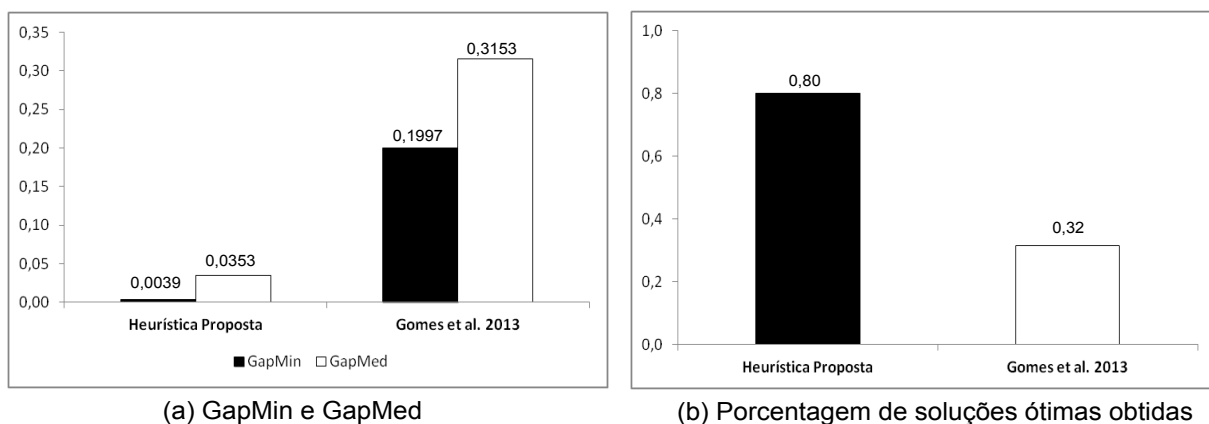 0,35
0,30
0,25
0,20
0,15
0,10
0,05
0,00
0,0039
0,0353
0,1997
0,3153
Heurística Proposta
Gomes et al. 2013
GapMin
GapMed
(a) GapMin e GapMed
1,0
0,8
0,6
0,4
0,2
0,0
0,80
0,32
Heurística Proposta
Gomes et al. 2013
(b) Porcentagem de soluções ótimas obtidas